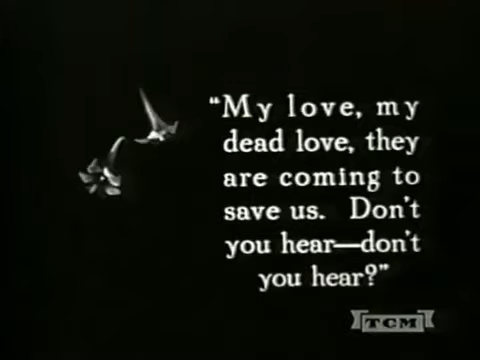 "My love, my
dead love, they
are coming to
save us. Don't
you hear—don't
you hear?"
TCM